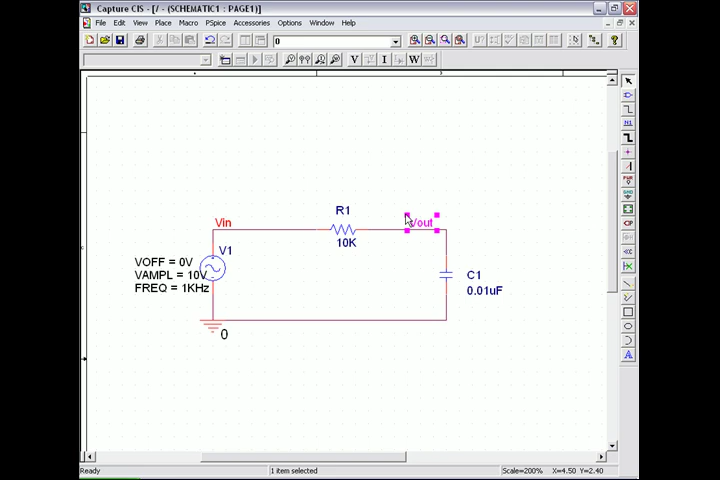 Capture CIS - [/ - (SCHEMATIC1 : PAGE1)]
File Edit View Place Macro PSpice Accessories Options Window Help
0
V I W
R1
Vin
Vout
10K
V1
VOFF = 0V
VAMPL = 10V
FREQ = 1KHz
C1
0.01uF
0
Ready 1 item selected Scale=200% X=4.50 Y=2.40